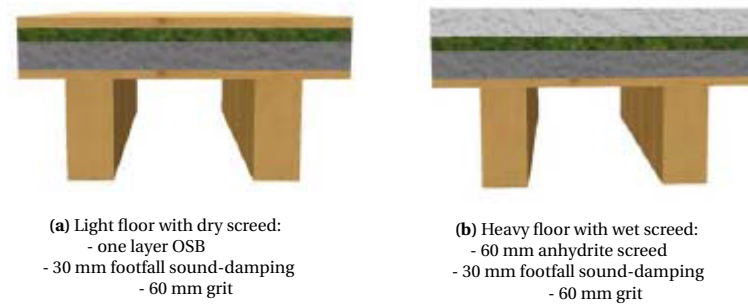 (a) Light floor with dry screed:
- one layer OSB
- 30 mm footfall sound-damping
- 60 mm grit
(b) Heavy floor with wet screed:
- 60 mm anhydrite screed
- 30 mm footfall sound-damping
- 60 mm grit